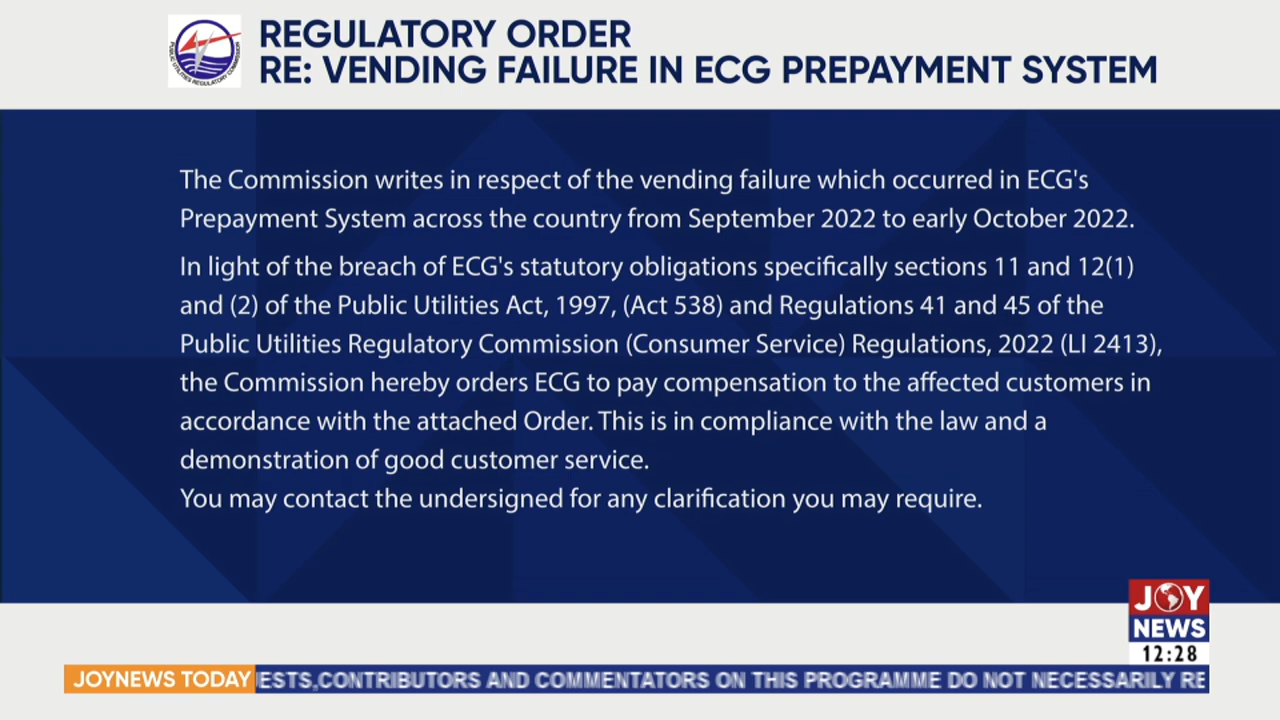 REGULATORY ORDER
RE: VENDING FAILURE IN ECG PREPAYMENT SYSTEM
PUBLIC UTILITIES REGULATORY COMMISSION
The Commission writes in respect of the vending failure which occurred in ECG's
Prepayment System across the country from September 2022 to early October 2022.
In light of the breach of ECG's statutory obligations specifically sections 11 and 12(1)
and (2) of the Public Utilities Act, 1997, (Act 538) and Regulations 41 and 45 of the
Public Utilities Regulatory Commission (Consumer Service) Regulations, 2022 (LI 2413),
the Commission hereby orders ECG to pay compensation to the affected customers in
accordance with the attached Order. This is in compliance with the law and a
demonstration of good customer service.
You may contact the undersigned for any clarification you may require.
JOY
NEWS
12:28
JOYNEWS TODAY
ESTS,CONTRIBUTORS AND COMMENTATORS ON THIS PROGRAMME DO NOT NECESSARILY RE